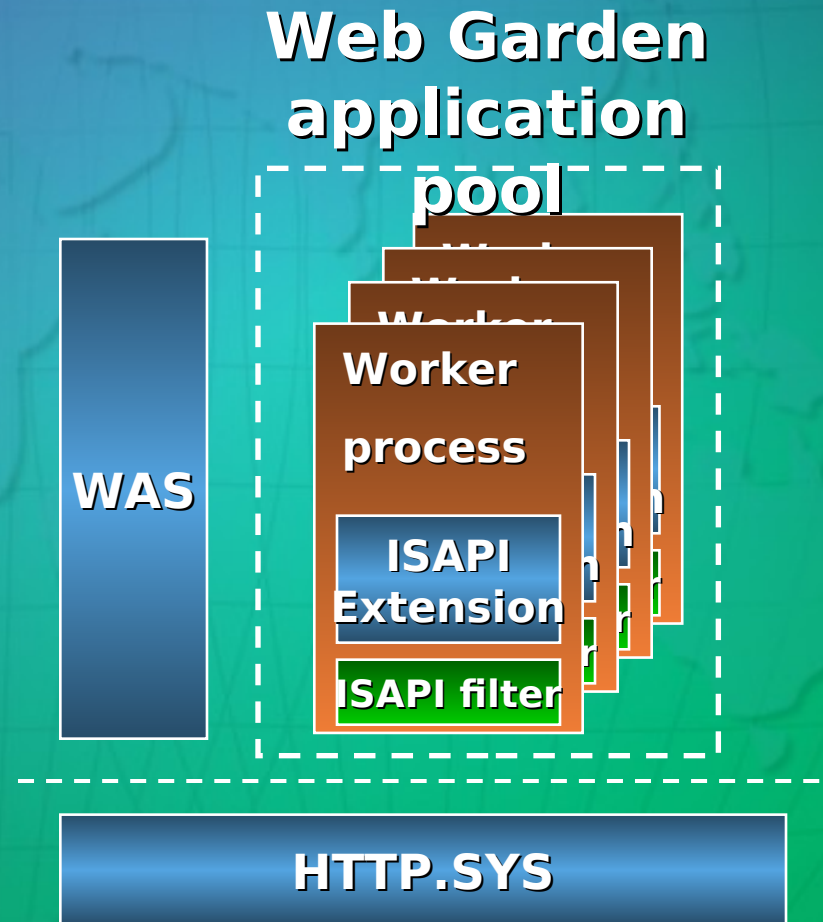 Web Garden
application
pool
Worker
Worker
process
WAS
ISAPI
Extension
ISAPI filter
HTTP.SYS